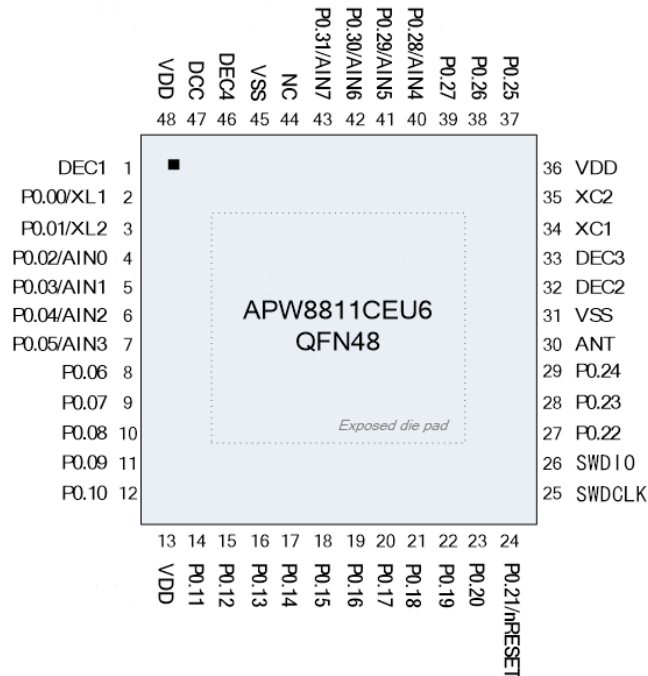 VDD
DCC
DEC4
VSS
NC
P0.31/AIN7
P0.30/AIN6
P0.29/AIN5
P0.28/AIN4
P0.27
P0.26
P0.25
48 47 46 45 44 43 42 41 40 39 38 37
DEC1 1
P0.00/XL1 2
P0.01/XL2 3
P0.02/AIN0 4
P0.03/AIN1 5
P0.04/AIN2 6
P0.05/AIN3 7
P0.06 8
P0.07 9
P0.08 10
P0.09 11
P0.10 12
APW8811CEU6
QFN48
Exposed die pad
36 VDD
35 XC2
34 XC1
33 DEC3
32 DEC2
31 VSS
30 ANT
29 P0.24
28 P0.23
27 P0.22
26 SWDIO
25 SWDCLK
13 14 15 16 17 18 19 20 21 22 23 24
VDD
P0.11
P0.12
P0.13
P0.14
P0.15
P0.16
P0.17
P0.18
P0.19
P0.20
P0.21/nRESET